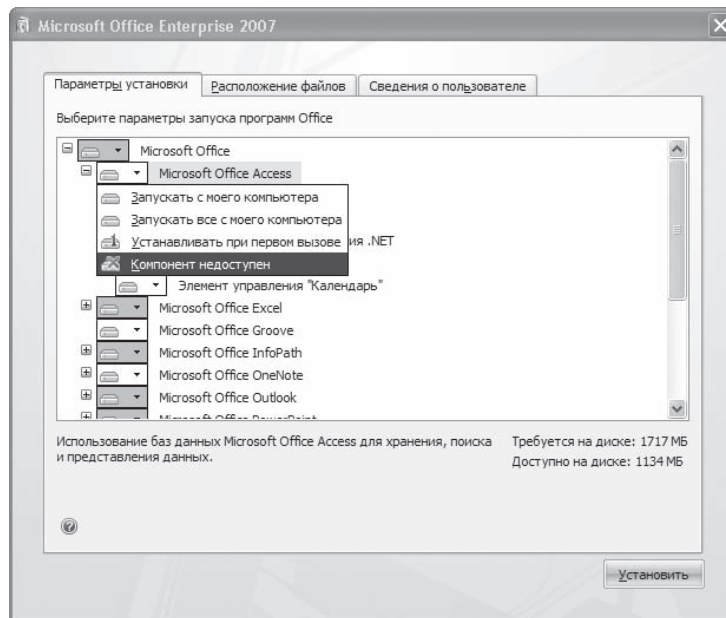 Microsoft Office Enterprise 2007
Параметры установки Расположение файлов Сведения о пользователе
Выберите параметры запуска программ Office
Microsoft Office
Microsoft Office Access
Запускать с моего компьютера
Запускать все с моего компьютера
Устанавливать при первом вызове ия .NET
Компонент недоступен
Элемент управления "Календарь"
Microsoft Office Excel
Microsoft Office Groove
Microsoft Office InfoPath
Microsoft Office OneNote
Microsoft Office Outlook
Microsoft Office PowerPoint
Использование баз данных Microsoft Office Access для хранения, поиска Требуется на диске: 1717 МБ
и представления данных. Доступно на диске: 1134 МБ
Установить